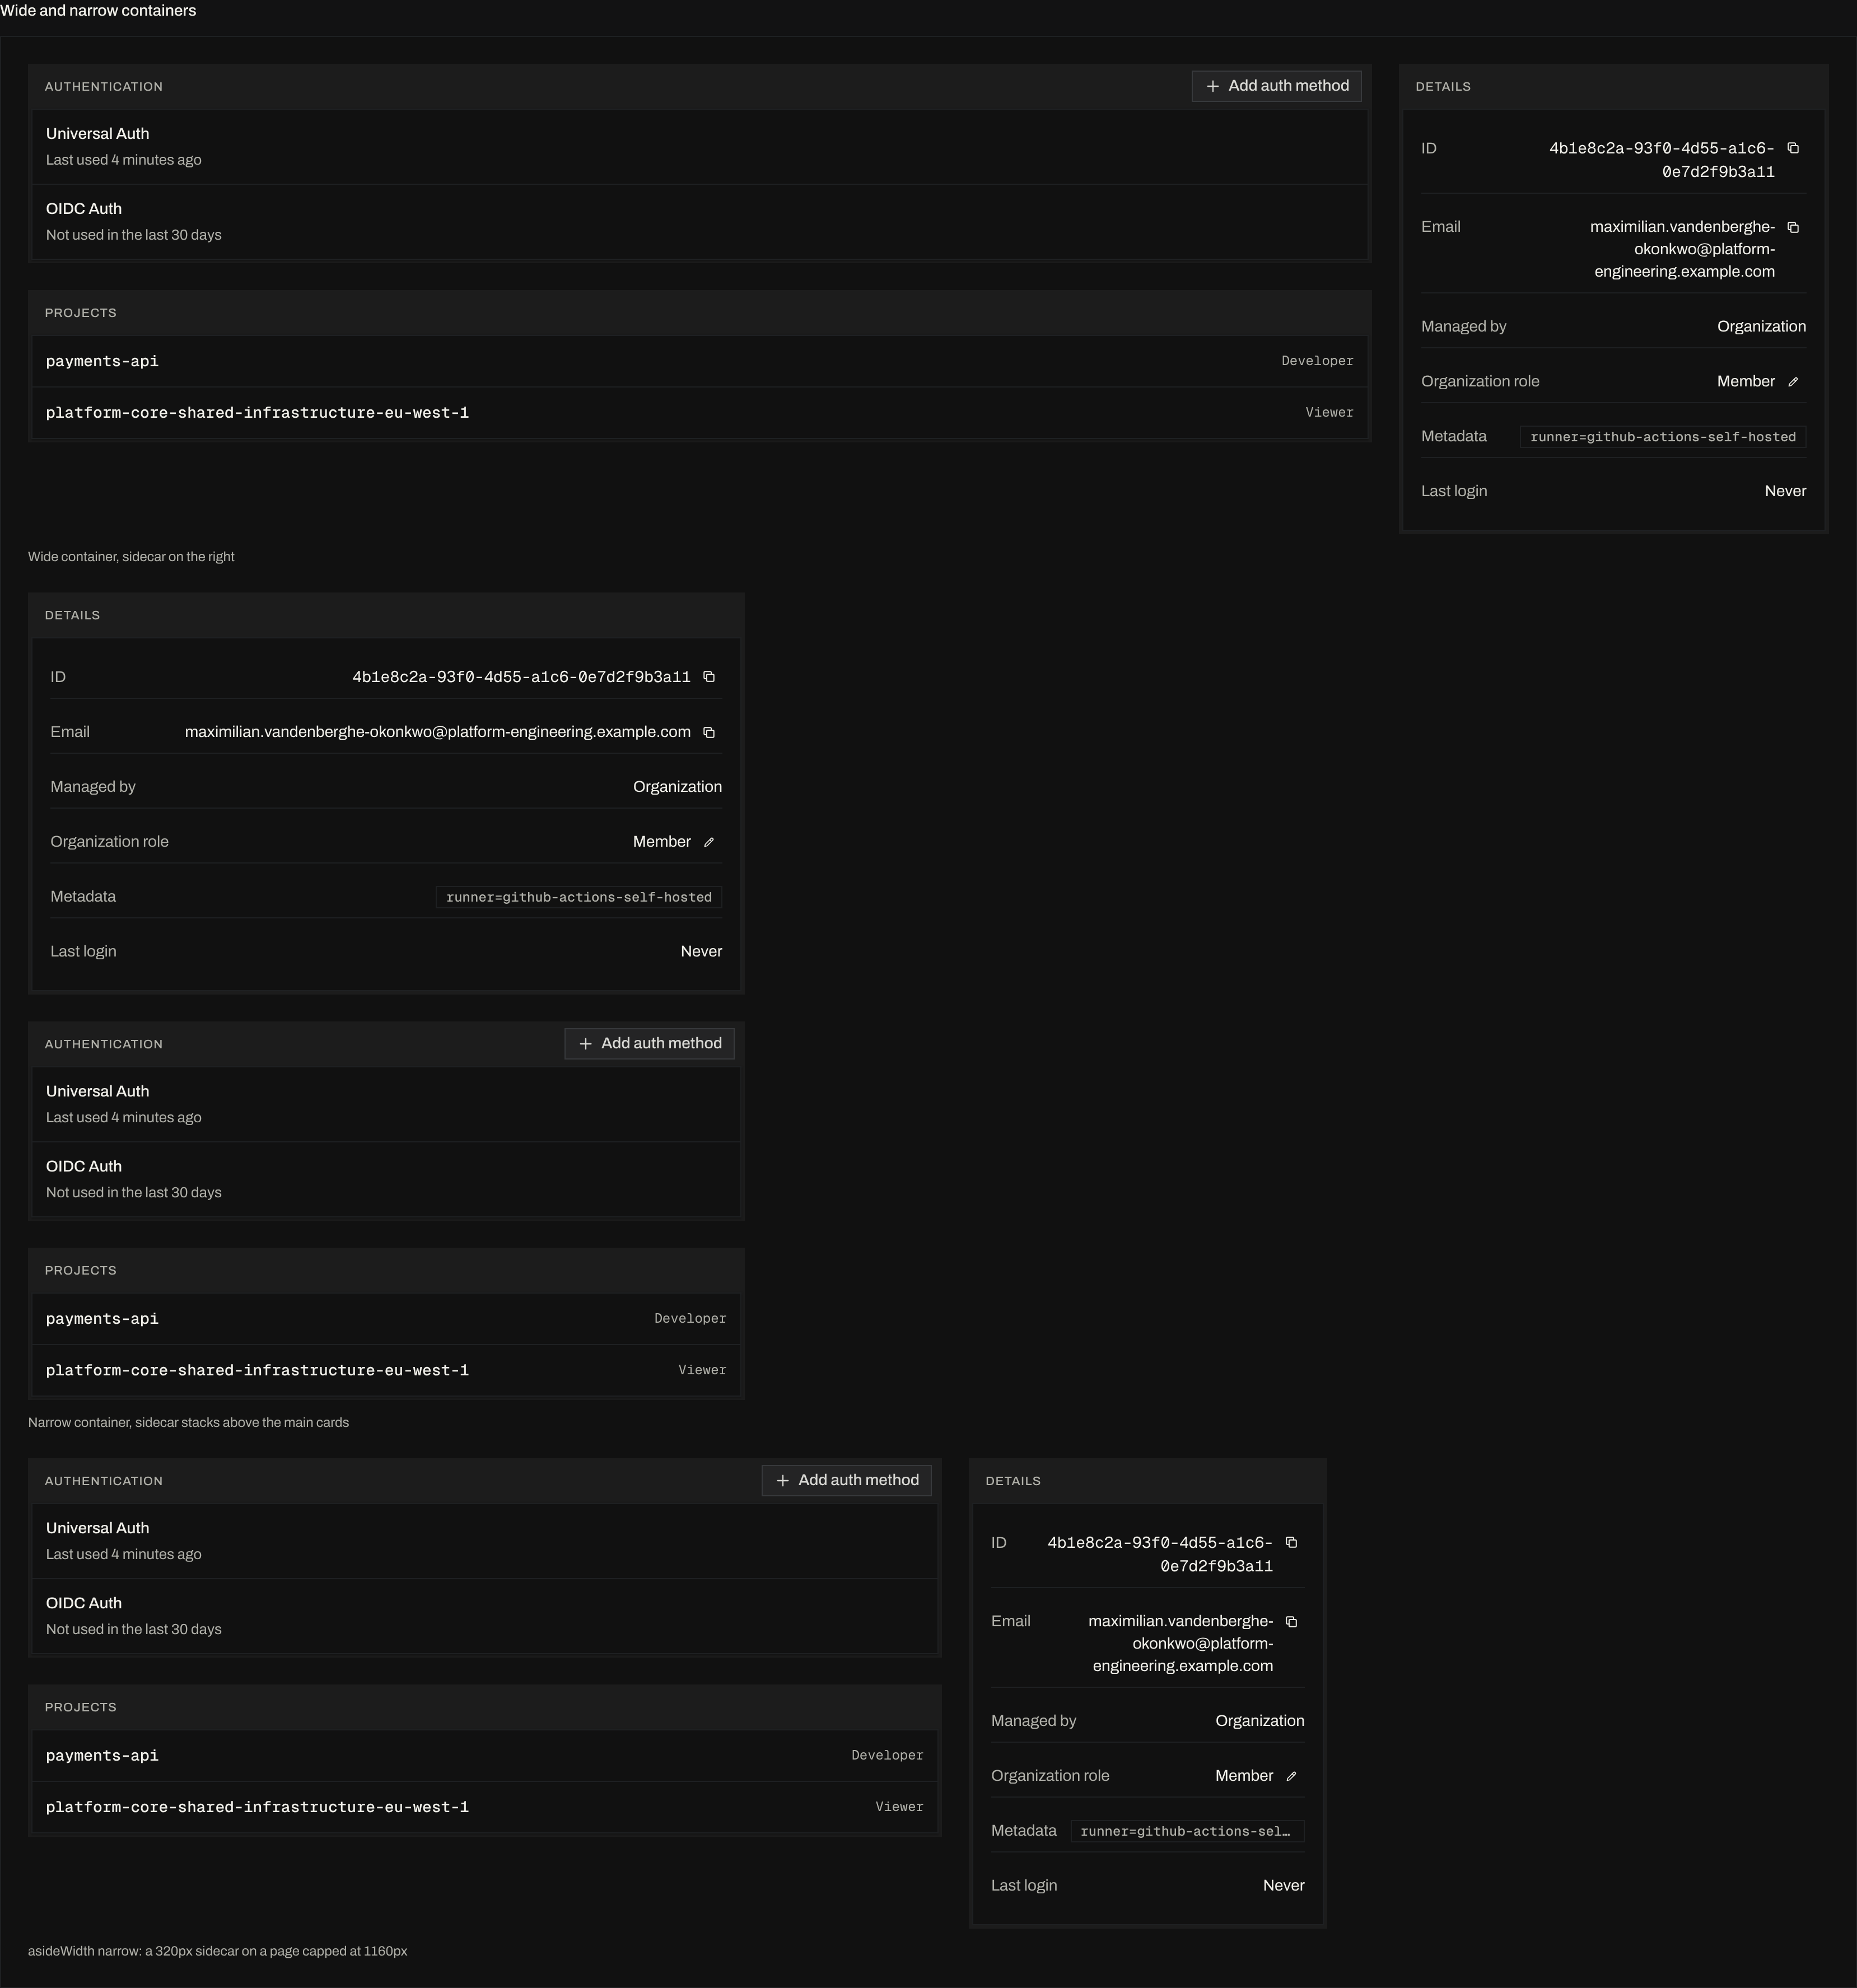 Wide and narrow containers
AUTHENTICATION
Add auth method
Universal Auth
Last used 4 minutes ago
OIDC Auth
Not used in the last 30 days
PROJECTS
payments-api
Developer
platform-core-shared-infrastructure-eu-west-1
Viewer
DETAILS
ID
4b1e8c2a-93f0-4d55-a1c6-
0e7d2f9b3a11
Email
maximilian.vandenberghe-
okonkwo@platform-
engineering.example.com
Managed by
Organization
Organization role
Member
Metadata
runner=github-actions-self-hosted
Last login
Never
Wide container, sidecar on the right
DETAILS
ID
4b1e8c2a-93f0-4d55-a1c6-0e7d2f9b3a11
Email
maximilian.vandenberghe-okonkwo@platform-engineering.example.com
Managed by
Organization
Organization role
Member
Metadata
runner=github-actions-self-hosted
Last login
Never
AUTHENTICATION
Add auth method
Universal Auth
Last used 4 minutes ago
OIDC Auth
Not used in the last 30 days
PROJECTS
payments-api
Developer
platform-core-shared-infrastructure-eu-west-1
Viewer
Narrow container, sidecar stacks above the main cards
AUTHENTICATION
Add auth method
Universal Auth
Last used 4 minutes ago
OIDC Auth
Not used in the last 30 days
PROJECTS
payments-api
Developer
platform-core-shared-infrastructure-eu-west-1
Viewer
DETAILS
ID
4b1e8c2a-93f0-4d55-a1c6-
0e7d2f9b3a11
Email
maximilian.vandenberghe-
okonkwo@platform-
engineering.example.com
Managed by
Organization
Organization role
Member
Metadata
runner=github-actions-sel…
Last login
Never
asideWidth narrow: a 320px sidecar on a page capped at 1160px